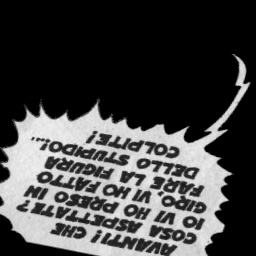 AVANTI! CHE
COSA ASPETTATE?
IO VI HO PRESO IN
GIRO, VI HO FATTO
FARE LA FIGURA
DELLO STUPIDO!...
COLPITE!